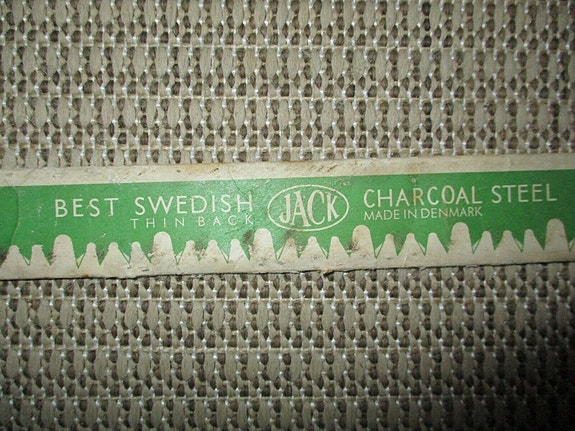 BEST SWEDISH
THIN BACK
JACK
CHARCOAL STEEL
MADE IN DENMARK